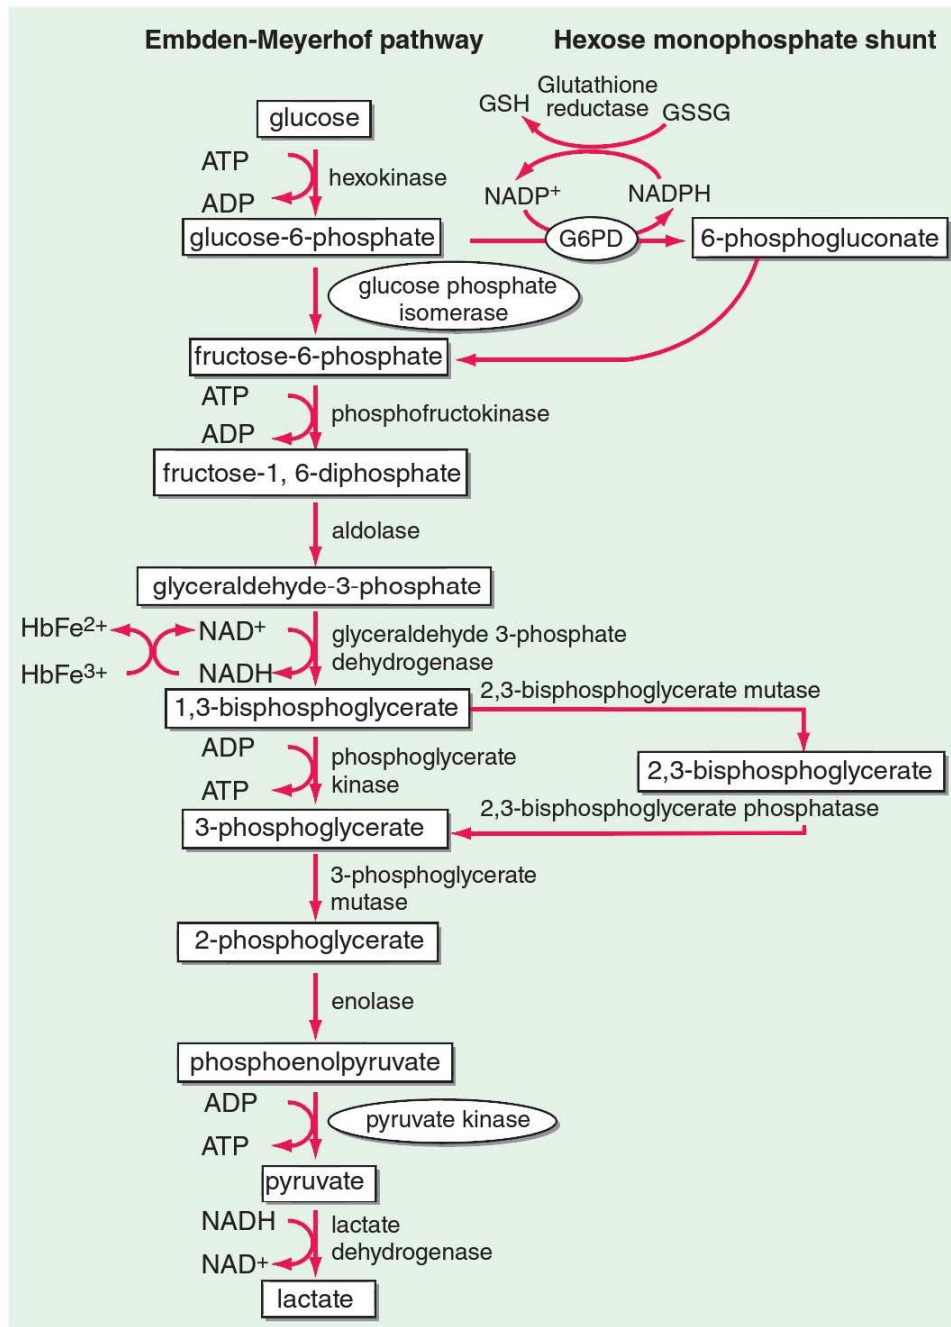 Embden-Meyerhof pathway
Hexose monophosphate shunt
Glutathione
reductase
GSH
GSSG
glucose
ATP
hexokinase
ADP
NADP+
NADPH
glucose-6-phosphate
G6PD
6-phosphogluconate
glucose phosphate
isomerase
fructose-6-phosphate
ATP
phosphofructokinase
ADP
fructose-1, 6-diphosphate
aldolase
glyceraldehyde-3-phosphate
HbFe2+
NAD+
glyceraldehyde 3-phosphate
dehydrogenase
HbFe3+
NADH
1,3-bisphosphoglycerate
2,3-bisphosphoglycerate mutase
ADP
phosphoglycerate
kinase
ATP
2,3-bisphosphoglycerate
2,3-bisphosphoglycerate phosphatase
3-phosphoglycerate
3-phosphoglycerate
mutase
2-phosphoglycerate
enolase
phosphoenolpyruvate
ADP
pyruvate kinase
ATP
pyruvate
NADH
lactate
dehydrogenase
NAD+
lactate